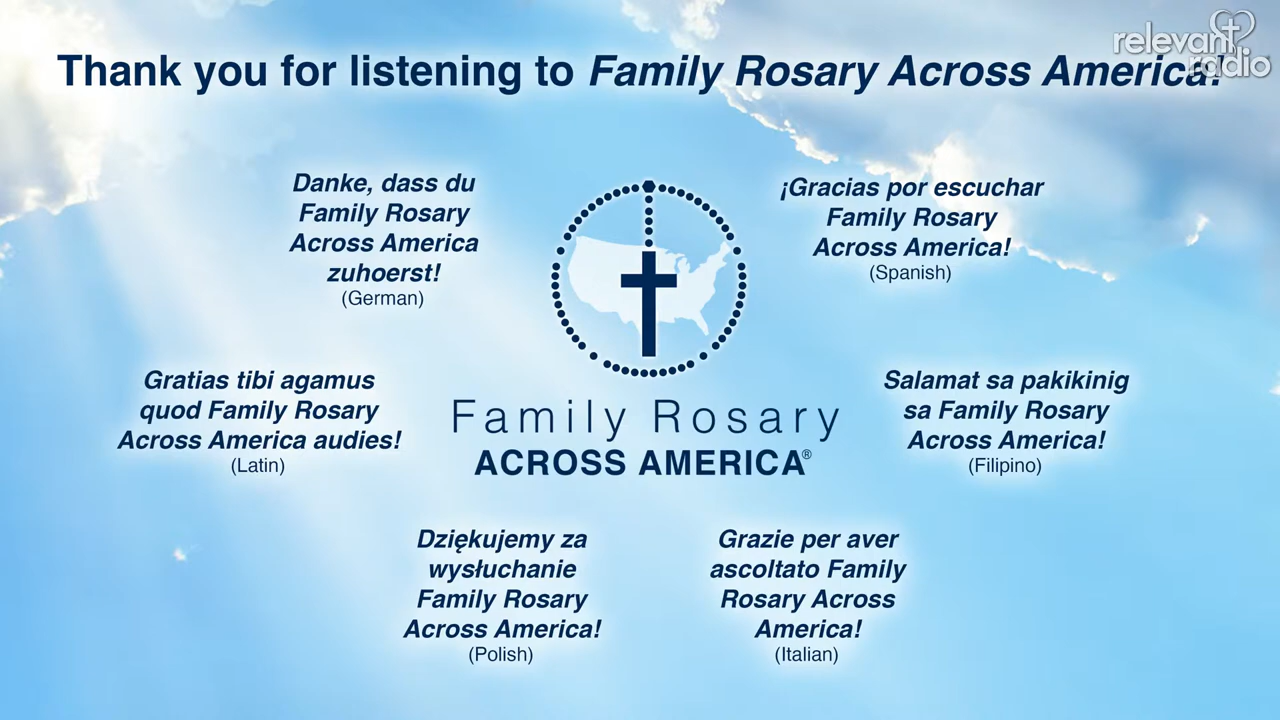 relevant
radio
Thank you for listening to Family Rosary Across America!
Danke, dass du
Family Rosary
Across America
zuhoerst!
(German)
¡Gracias por escuchar
Family Rosary
Across America!
(Spanish)
Gratias tibi agamus
quod Family Rosary
Across America audies!
(Latin)
Family Rosary
ACROSS AMERICA®
Salamat sa pakikinig
sa Family Rosary
Across America!
(Filipino)
Dziękujemy za
wysłuchanie
Family Rosary
Across America!
(Polish)
Grazie per aver
ascoltato Family
Rosary Across
America!
(Italian)